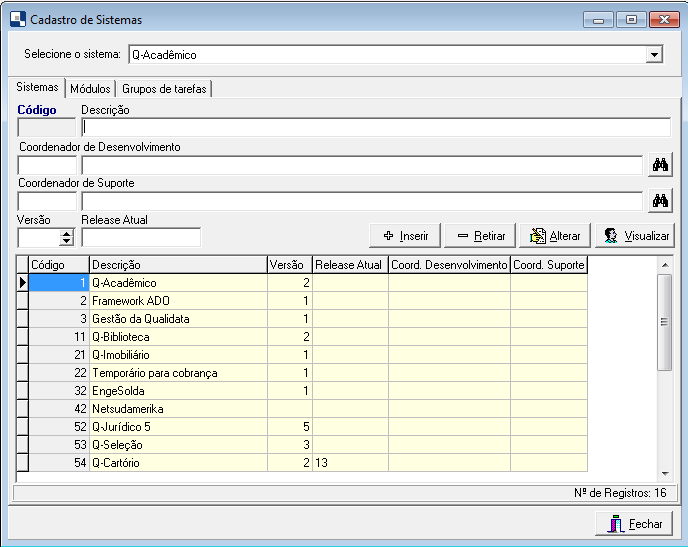 Cadastro de Sistemas
Selecione o sistema: Q-Acadêmico
Sistemas Módulos Grupos de tarefas
Código Descrição
Coordenador de Desenvolvimento
Coordenador de Suporte
Versão Release Atual
Inserir Retirar Alterar Visualizar
Código Descrição Versão Release Atual Coord. Desenvolvimento Coord. Suporte
1 Q-Acadêmico 2
2 Framework ADO 1
3 Gestão da Qualidata 1
11 Q-Biblioteca 2
21 Q-Imobiliário 1
22 Temporário para cobrança 1
32 EngeSolda 1
42 Netsudamerika
52 Q-Jurídico 5 5
53 Q-Seleção 3
54 Q-Cartório 2 13
Nº de Registros: 16
Fechar